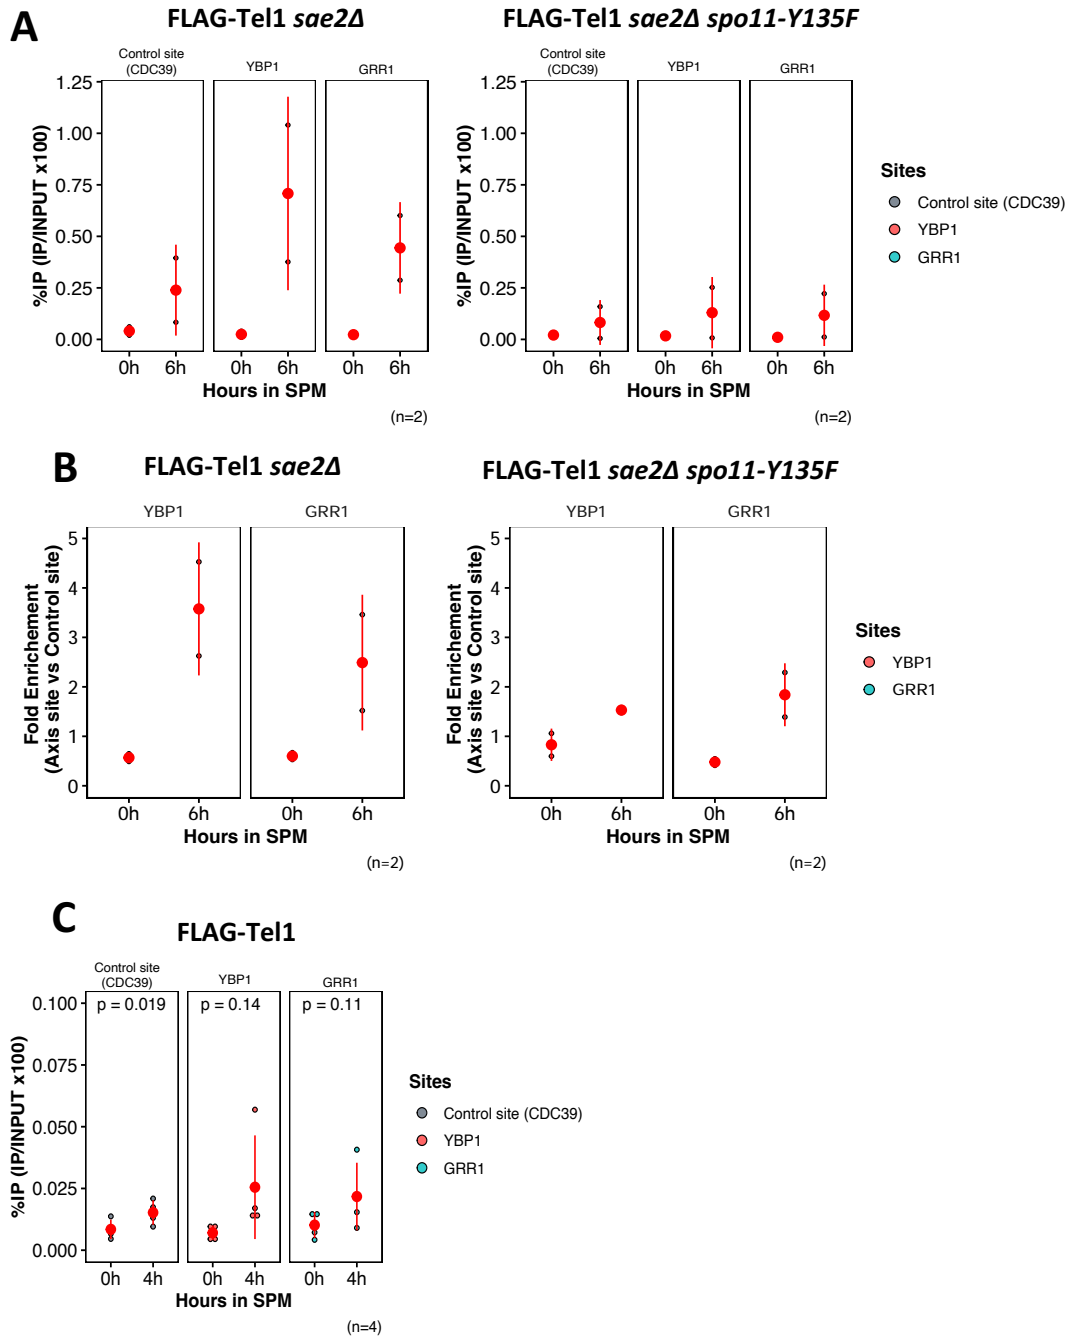 A
FLAG-Tel1 sae2Δ
FLAG-Tel1 sae2Δ spo11-Y135F
Control site
(CDC39)
YBP1
GRR1
Control site
(CDC39)
YBP1
GRR1
%IP (IP/INPUT x100)
1.25
1.00
0.75
0.50
0.25
0.00
0h 6h 0h 6h 0h 6h
Hours in SPM
(n=2)
%IP (IP/INPUT x100)
1.25
1.00
0.75
0.50
0.25
0.00
0h 6h 0h 6h 0h 6h
Hours in SPM
(n=2)
Sites
Control site (CDC39)
YBP1
GRR1
B
FLAG-Tel1 sae2Δ
FLAG-Tel1 sae2Δ spo11-Y135F
YBP1
GRR1
YBP1
GRR1
Fold Enrichement
(Axis site vs Control site)
5
4
3
2
1
0
0h 6h 0h 6h
Hours in SPM
(n=2)
Fold Enrichement
(Axis site vs Control site)
5
4
3
2
1
0
0h 6h 0h 6h
Hours in SPM
(n=2)
Sites
YBP1
GRR1
C
FLAG-Tel1
Control site
(CDC39)
YBP1
GRR1
p = 0.019
p = 0.14
p = 0.11
%IP (IP/INPUT x100)
0.100
0.075
0.050
0.025
0.000
0h 4h 0h 4h 0h 4h
Hours in SPM
(n=4)
Sites
Control site (CDC39)
YBP1
GRR1